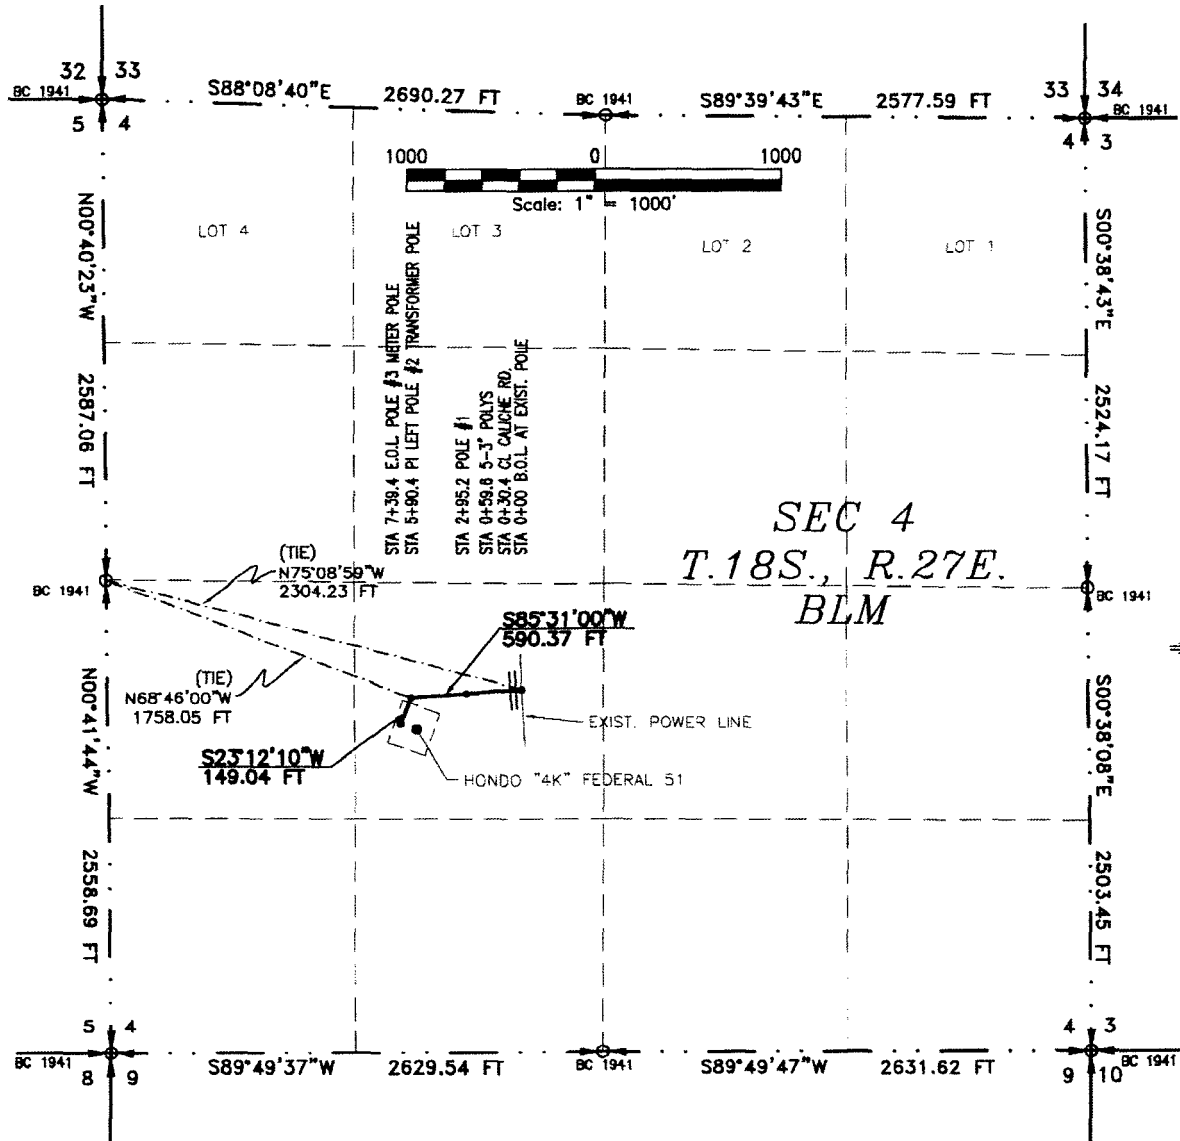 32 33
BC 1941
5 4
S88°08'40"E 2690.27 FT
BC 1941
S89°39'43"E 2577.59 FT
33 34
BC 1941
4 3
1000 0 1000
Scale: 1" = 1000'
LOT 4
LOT 3
LOT 2
LOT 1
N00°40'23"W 2587.06 FT
S00°38'43"E 2524.17 FT
STA 7+39.4 E.O.L POLE #3 METER POLE
STA 5+90.4 PI LEFT POLE #2 TRANSFORMER POLE
STA 2+95.2 POLE #1
STA 0+59.6 5-3" POLYS
STA 0+30.4 CL CALICHE RD.
STA 0+00 B.O.L. AT EXIST. POLE
SEC 4
T.18S., R.27E.
BLM
(TIE)
N75°08'59"W
2304.23 FT
BC 1941
BC 1941
S85°31'00"W
590.37 FT
(TIE)
N68°46'00"W
1758.05 FT
EXIST. POWER LINE
S23°12'10"W
149.04 FT
HONDO "4K" FEDERAL 51
N00°41'44"W 2558.69 FT
S00°38'08"E 2503.45 FT
5 4
BC 1941
8 9
S89°49'37"W 2629.54 FT
BC 1941
S89°49'47"W 2631.62 FT
4 3
BC 1941
9 10